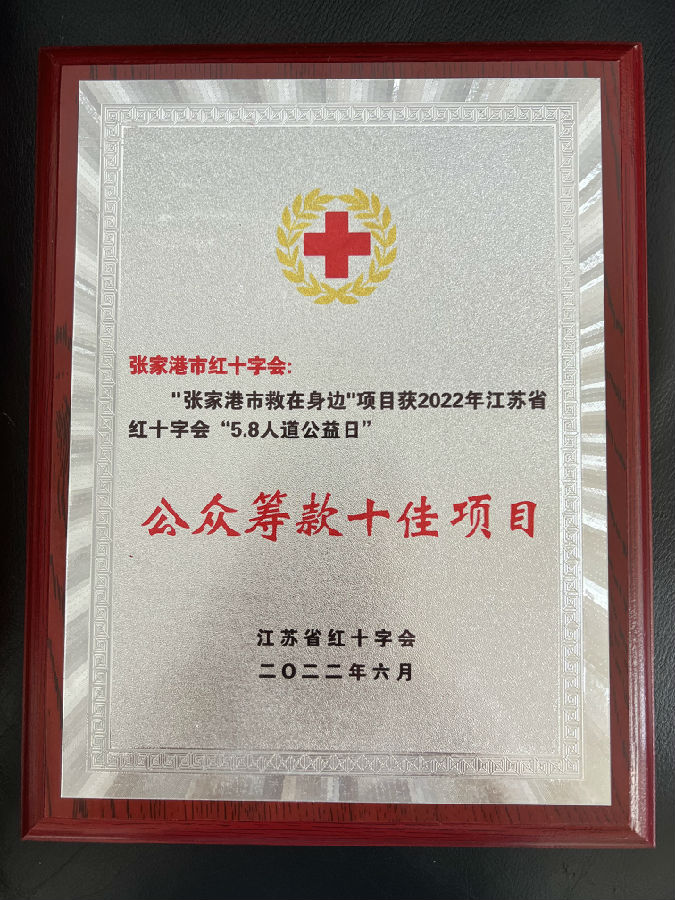 张家港市红十字会:
"张家港市救在身边"项目获2022年江苏省
红十字会“5.8人道公益日”
公众筹款十佳项目
江苏省红十字会
二〇二二年六月